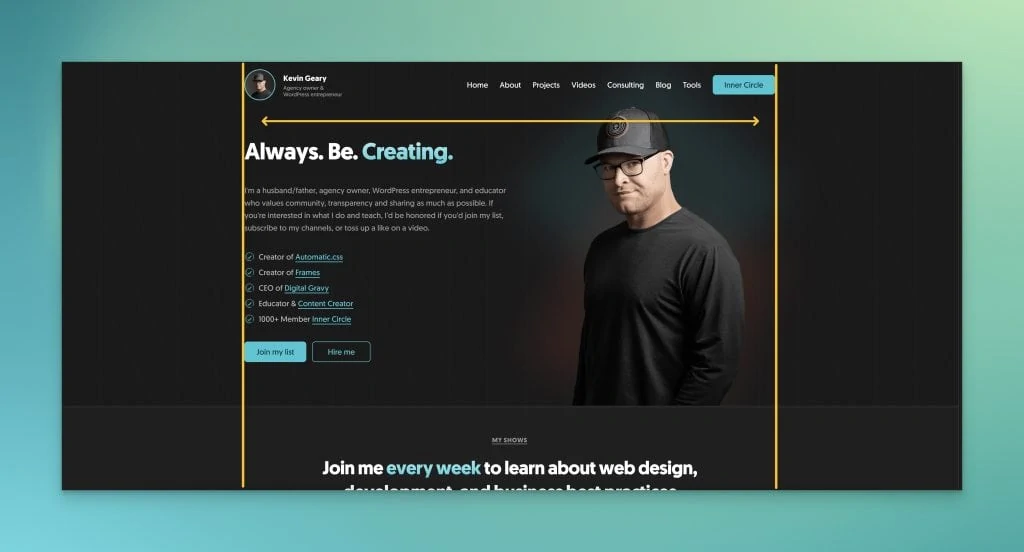 Kevin Geary
Agency owner &
WordPress entrepreneur
Home About Projects Videos Consulting Blog Tools Inner Circle
Always. Be. Creating.
I'm a husband/father, agency owner, WordPress entrepreneur, and educator
who values community, transparency and sharing as much as possible. If
you're interested in what I do and teach, I'd be honored if you'd join my list,
subscribe to my channels, or toss up a like on a video.
Creator of Automatic.css
Creator of Frames
CEO of Digital Gravy
Educator & Content Creator
1000+ Member Inner Circle
Join my list Hire me
MY SHOWS
Join me every week to learn about web design,
development, and business best practices